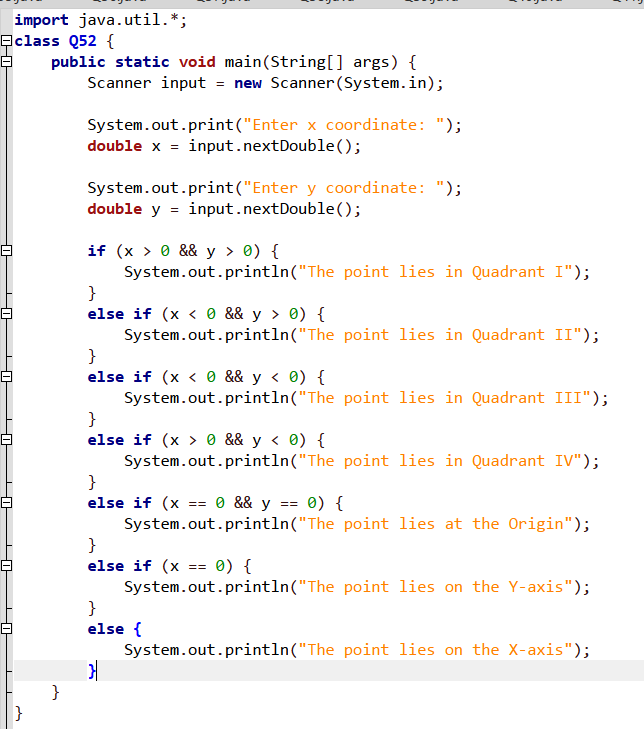 import java.util.*;
class Q52 {
    public static void main(String[] args) {
        Scanner input = new Scanner(System.in);

        System.out.print("Enter x coordinate: ");
        double x = input.nextDouble();

        System.out.print("Enter y coordinate: ");
        double y = input.nextDouble();

        if (x > 0 && y > 0) {
            System.out.println("The point lies in Quadrant I");
        }
        else if (x < 0 && y > 0) {
            System.out.println("The point lies in Quadrant II");
        }
        else if (x < 0 && y < 0) {
            System.out.println("The point lies in Quadrant III");
        }
        else if (x > 0 && y < 0) {
            System.out.println("The point lies in Quadrant IV");
        }
        else if (x == 0 && y == 0) {
            System.out.println("The point lies at the Origin");
        }
        else if (x == 0) {
            System.out.println("The point lies on the Y-axis");
        }
        else {
            System.out.println("The point lies on the X-axis");
        }
    }
}